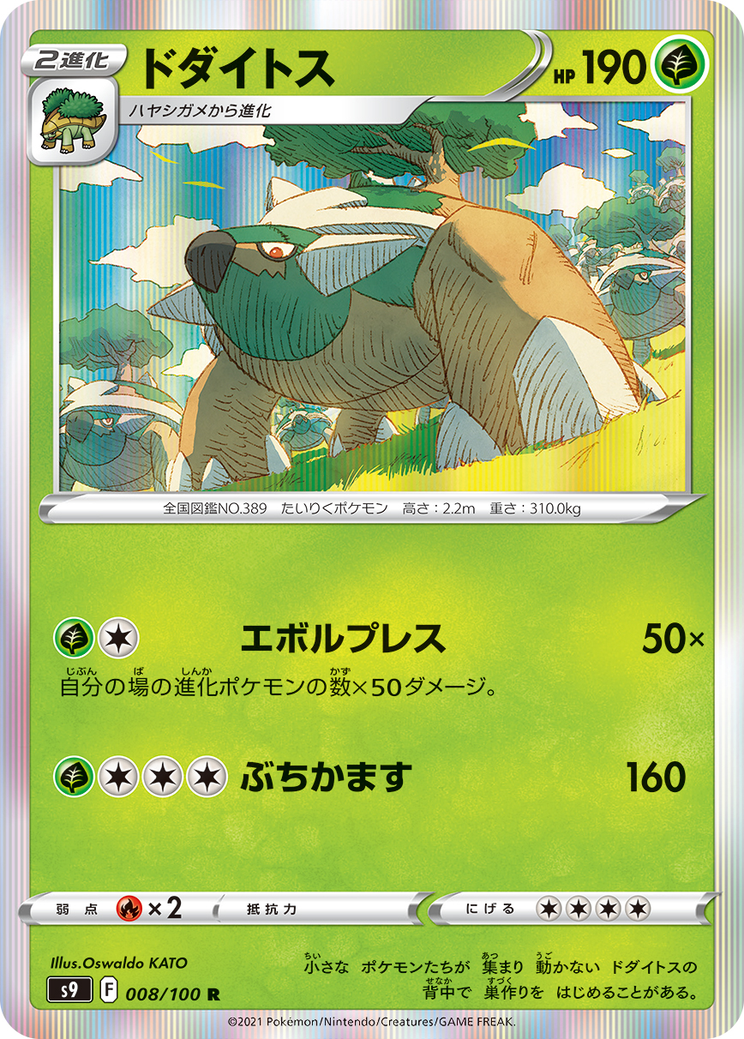 2進化
ドダイトス
HP 190
ハヤシガメから進化
全国図鑑NO.389 たいりくポケモン 高さ：2.2m 重さ：310.0kg
エボルプレス 50×
自分の場の進化ポケモンの数×50ダメージ。
ぶちかます 160
弱点 ×2 抵抗力 にげる
Illus.Oswaldo KATO
小さな ポケモンたちが 集まり 動かない ドダイトスの
背中で 巣作りを はじめることがある。
s9 F 008/100 R
©2021 Pokémon/Nintendo/Creatures/GAME FREAK.